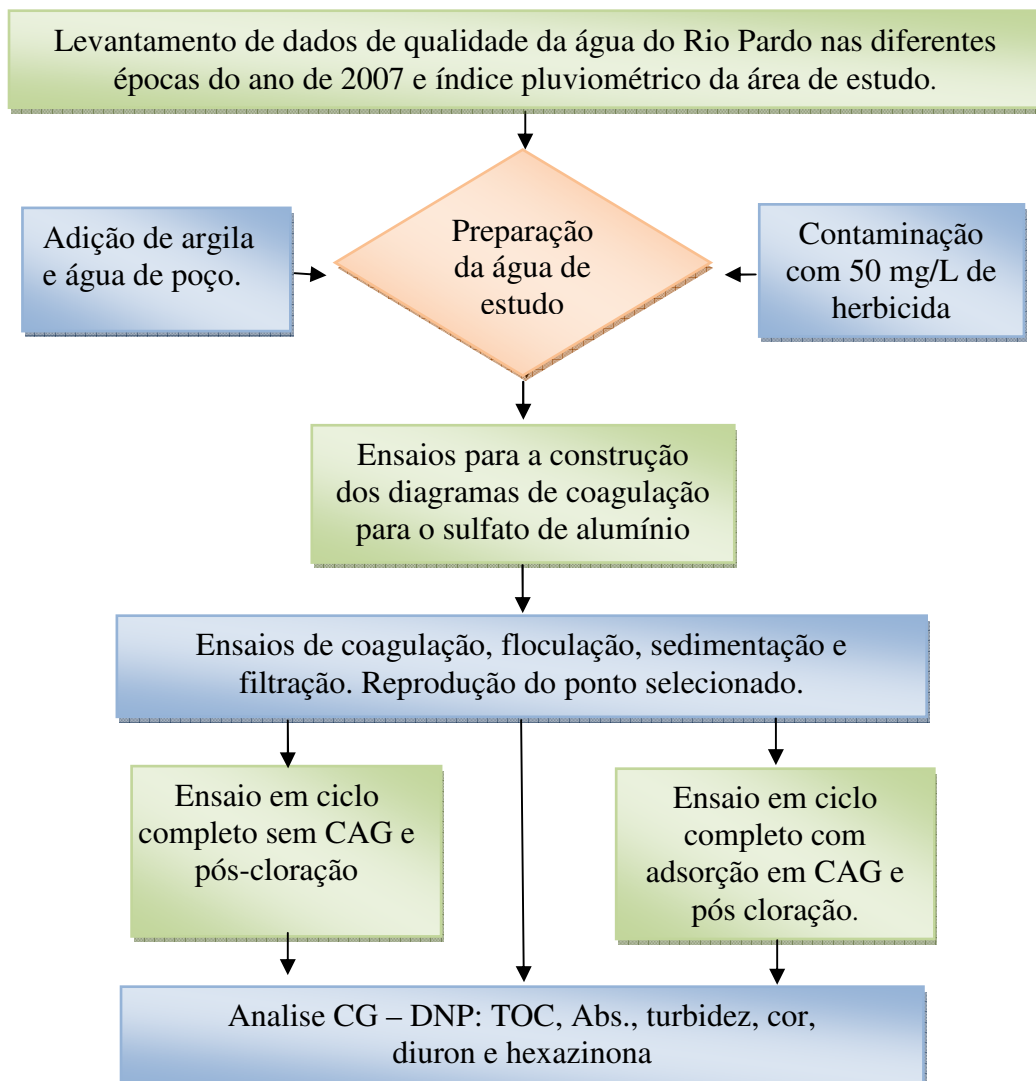 Levantamento de dados de qualidade da água do Rio Pardo nas diferentes
épocas do ano de 2007 e índice pluviométrico da área de estudo.
Adição de argila
e água de poço.
Preparação
da água de
estudo
Contaminação
com 50 mg/L de
herbicida
Ensaios para a construção
dos diagramas de coagulação
para o sulfato de alumínio
Ensaios de coagulação, floculação, sedimentação e
filtração. Reprodução do ponto selecionado.
Ensaio em ciclo
completo sem CAG e
pós-cloração
Ensaio em ciclo
completo com
adsorção em CAG e
pós cloração.
Analise CG – DNP: TOC, Abs., turbidez, cor,
diuron e hexazinona